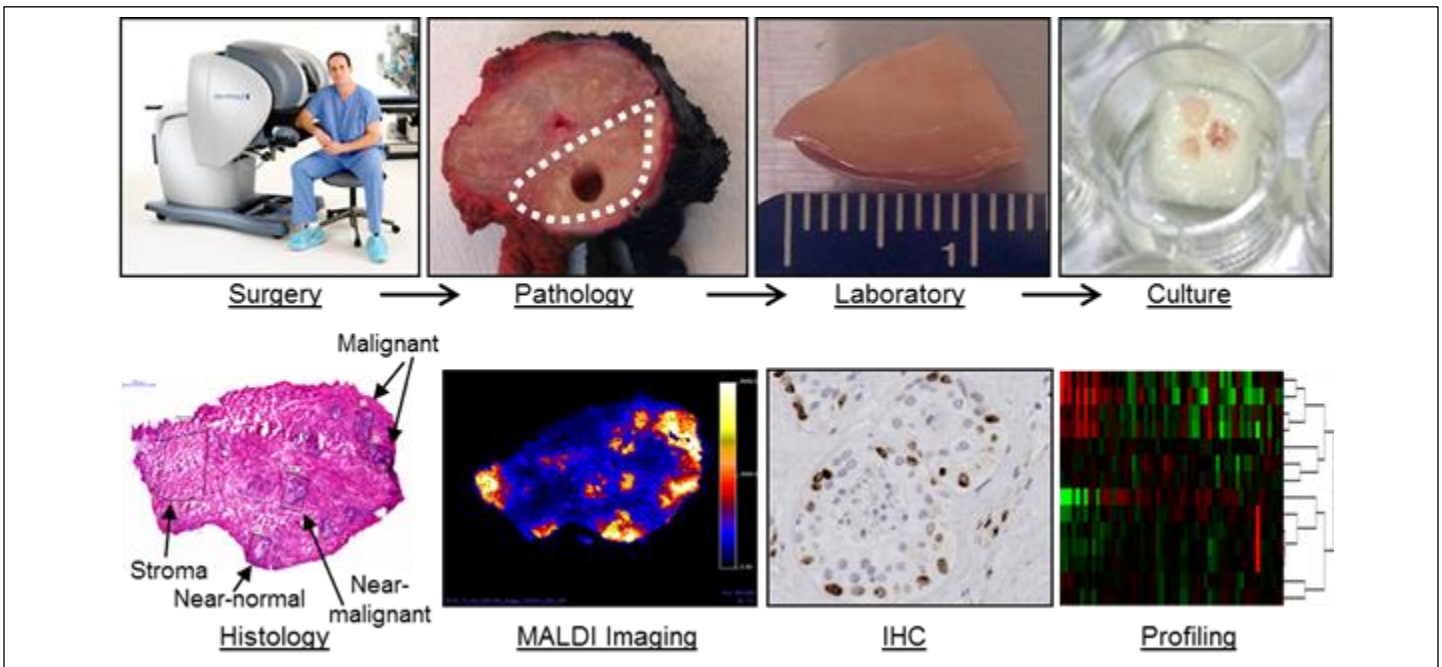 1
Surgery
Pathology
Laboratory
Culture
Malignant
Stroma
Near-normal
Near-
malignant
Histology
MALDI Imaging
IHC
Profiling